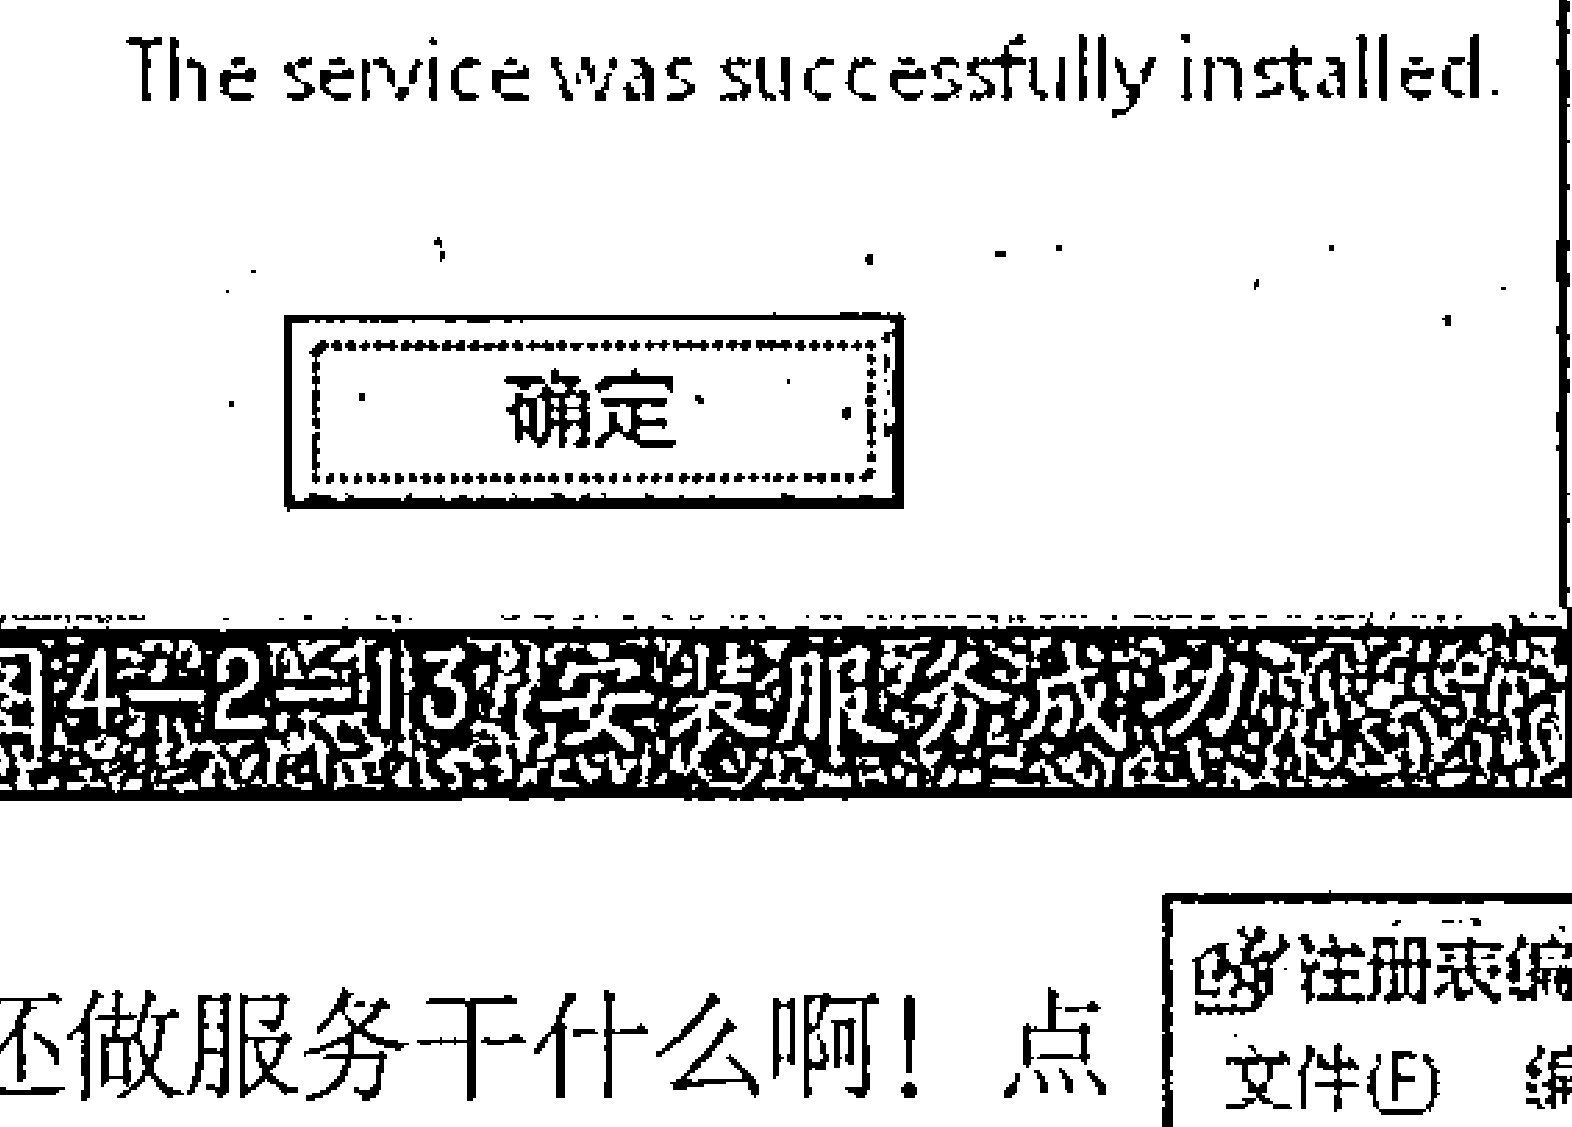 The service was successfully installed.
确定
图4-2-13 安装服务成功
还做服务干什么啊！点
注册表编
文件(F) 编